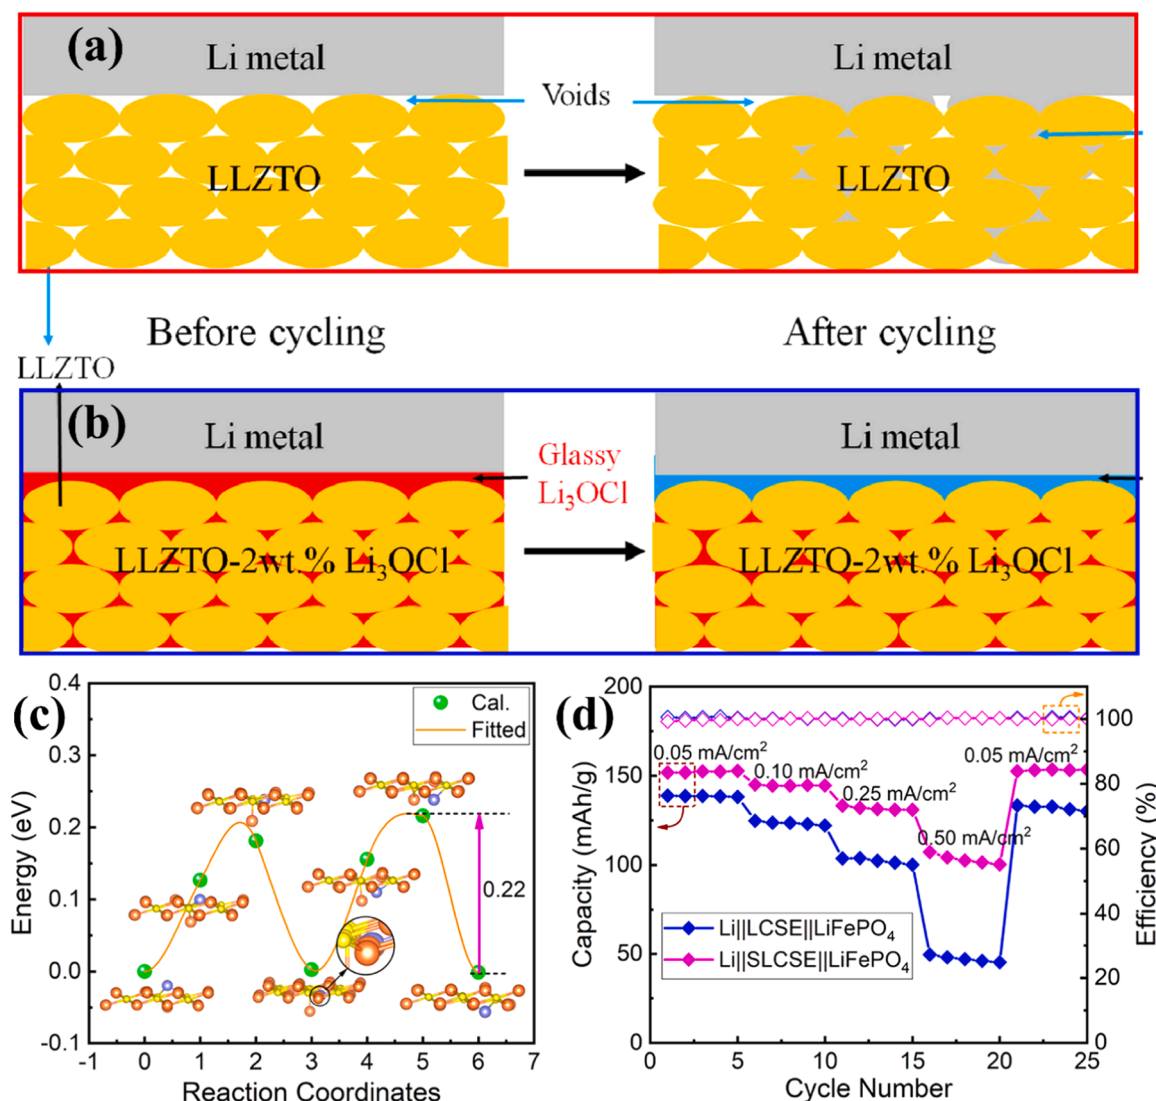 (a)
Li metal
Li metal
Voids
LLZTO
LLZTO
Before cycling
After cycling
LLZTO
(b)
Li metal
Li metal
Glassy
Li₃OCl
LLZTO-2wt.% Li₃OCl
LLZTO-2wt.% Li₃OCl
(c)
Energy (eV)
0.4
0.3
0.2
0.1
0.0
-0.1
Cal.
Fitted
0.22
-1 0 1 2 3 4 5 6 7
Reaction Coordinates
(d)
Capacity (mAh/g)
200
150
100
50
0
0.05 mA/cm²
0.10 mA/cm²
0.25 mA/cm²
0.50 mA/cm²
0.05 mA/cm²
Li||LCSE||LiFePO₄
Li||SLCSE||LiFePO₄
0 5 10 15 20 25
Cycle Number
100
80
60
40
20
0
Efficiency (%)